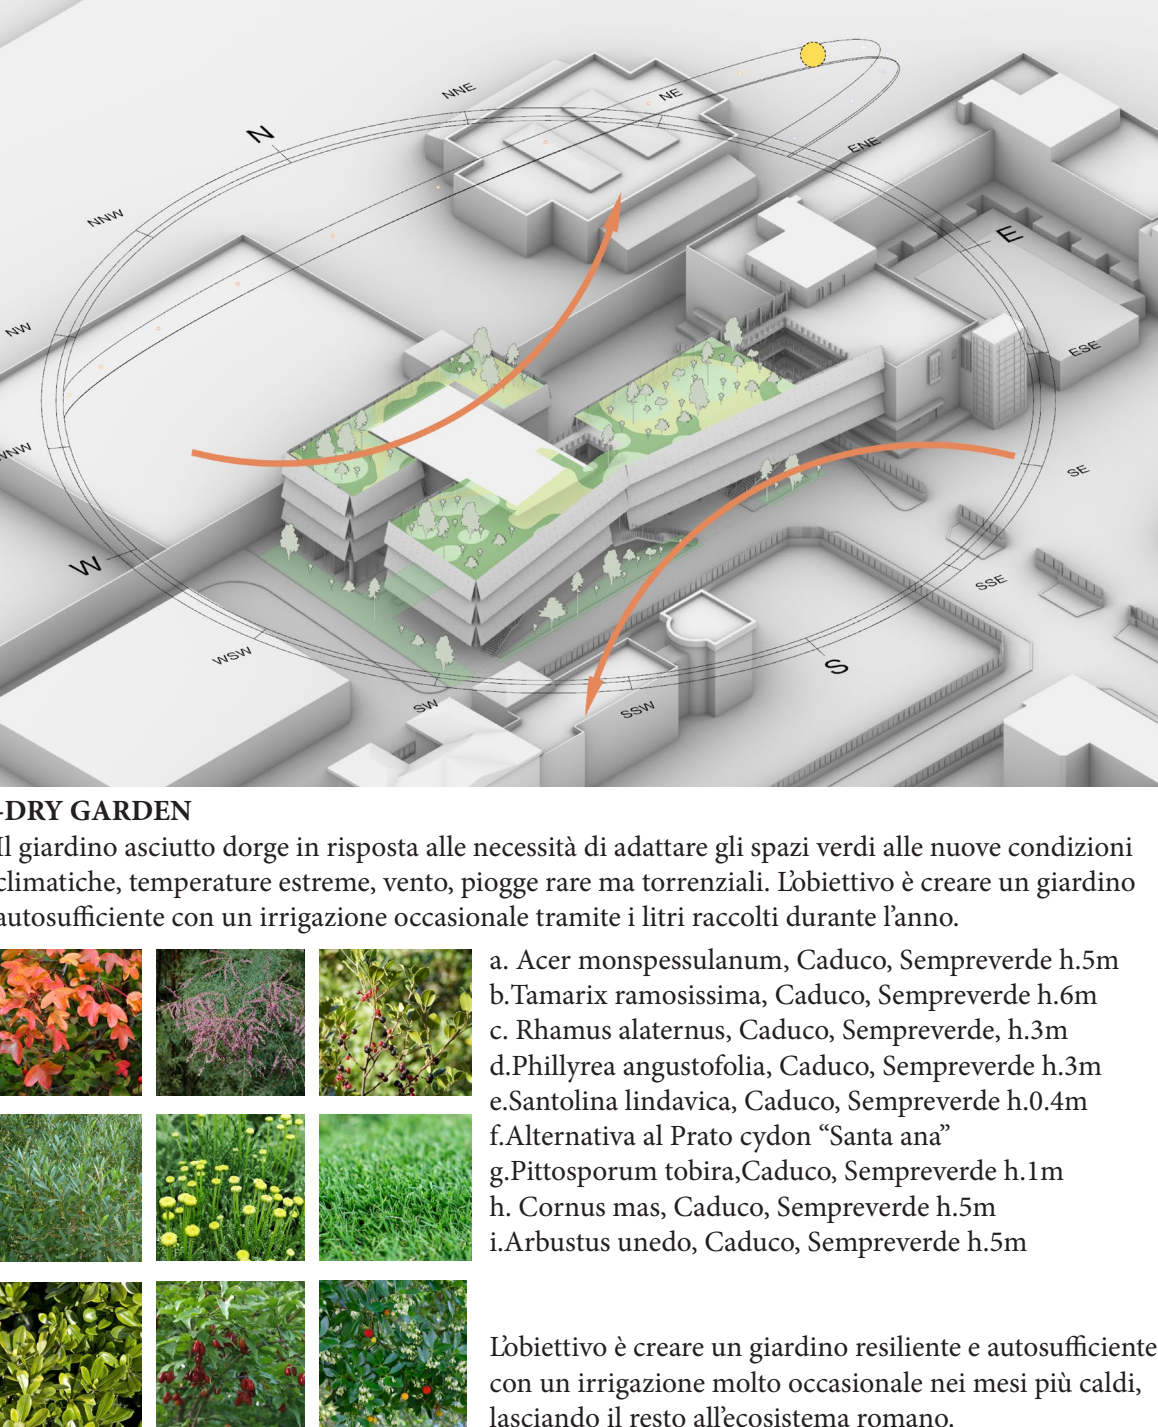 NNE
NE
N
ENE
NNW
E
NW
ESE
WNW
SE
W
SSE
WSW
S
SW
SSW
-DRY GARDEN
Il giardino asciutto dorge in risposta alle necessità di adattare gli spazi verdi alle nuove condizioni
climatiche, temperature estreme, vento, piogge rare ma torrenziali. L'obiettivo è creare un giardino
autosufficiente con un irrigazione occasionale tramite i litri raccolti durante l'anno.
a. Acer monspessulanum, Caduco, Sempreverde h.5m
b.Tamarix ramosissima, Caduco, Sempreverde h.6m
c. Rhamus alaternus, Caduco, Sempreverde, h.3m
d.Phillyrea angustofolia, Caduco, Sempreverde h.3m
e.Santolina lindavica, Caduco, Sempreverde h.0.4m
f.Alternativa al Prato cydon “Santa ana”
g.Pittosporum tobira,Caduco, Sempreverde h.1m
h. Cornus mas, Caduco, Sempreverde h.5m
i.Arbustus unedo, Caduco, Sempreverde h.5m
L'obiettivo è creare un giardino resiliente e autosufficiente
con un irrigazione molto occasionale nei mesi più caldi,
lasciando il resto all'ecosistema romano.